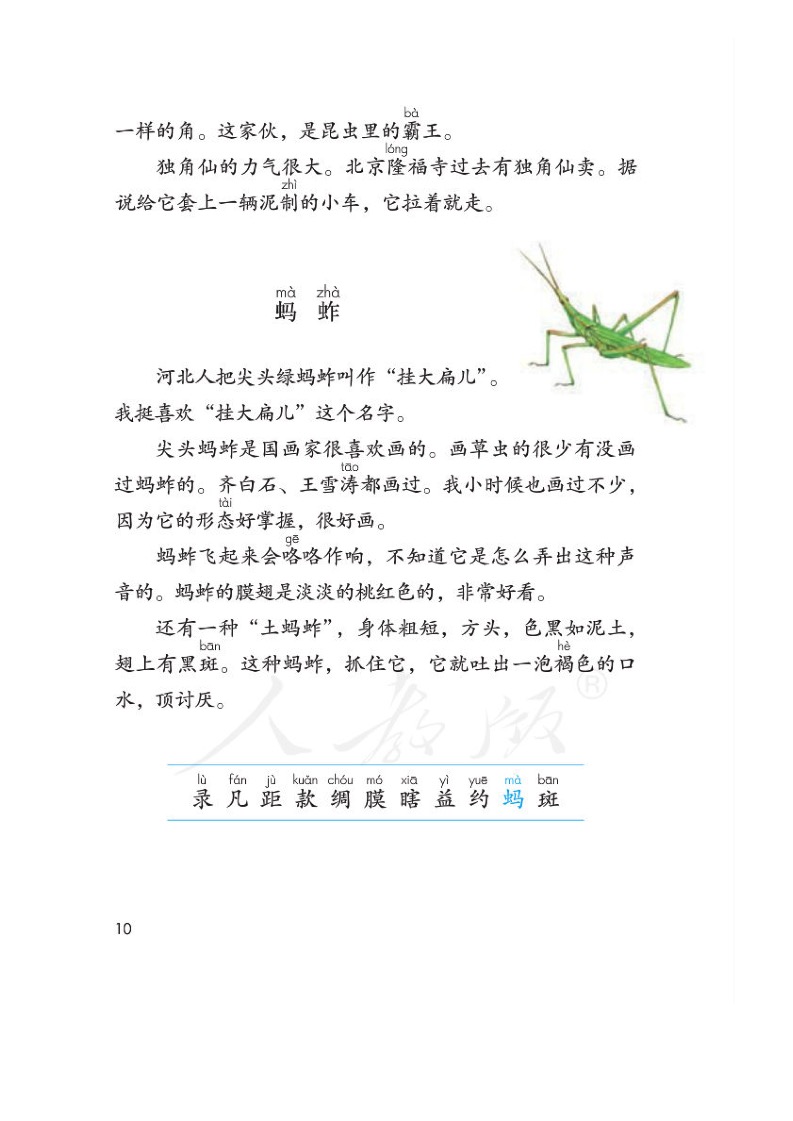 bà
一样的角。这家伙，是昆虫里的霸王。
lóng
独角仙的力气很大。北京隆福寺过去有独角仙卖。据
zhì
说给它套上一辆泥制的小车，它拉着就走。
mà zhà
蚂 蚱
河北人把尖头绿蚂蚱叫作“挂大扁儿”。
我挺喜欢“挂大扁儿”这个名字。
尖头蚂蚱是国画家很喜欢画的。画草虫的很少有没画
tāo
过蚂蚱的。齐白石、王雪涛都画过。我小时候也画过不少，
tài
因为它的形态好掌握，很好画。
gē
蚂蚱飞起来会咯咯作响，不知道它是怎么弄出这种声
音的。蚂蚱的膜翅是淡淡的桃红色的，非常好看。
还有一种“土蚂蚱”，身体粗短，方头，色黑如泥土，
bān hè
翅上有黑斑。这种蚂蚱，抓住它，它就吐出一泡褐色的口
水，顶讨厌。
人教版®
lù fán jù kuǎn chóu mó xiā yì yuē mà bān
录 凡 距 款 绸 膜 瞎 益 约 蚂 斑
10